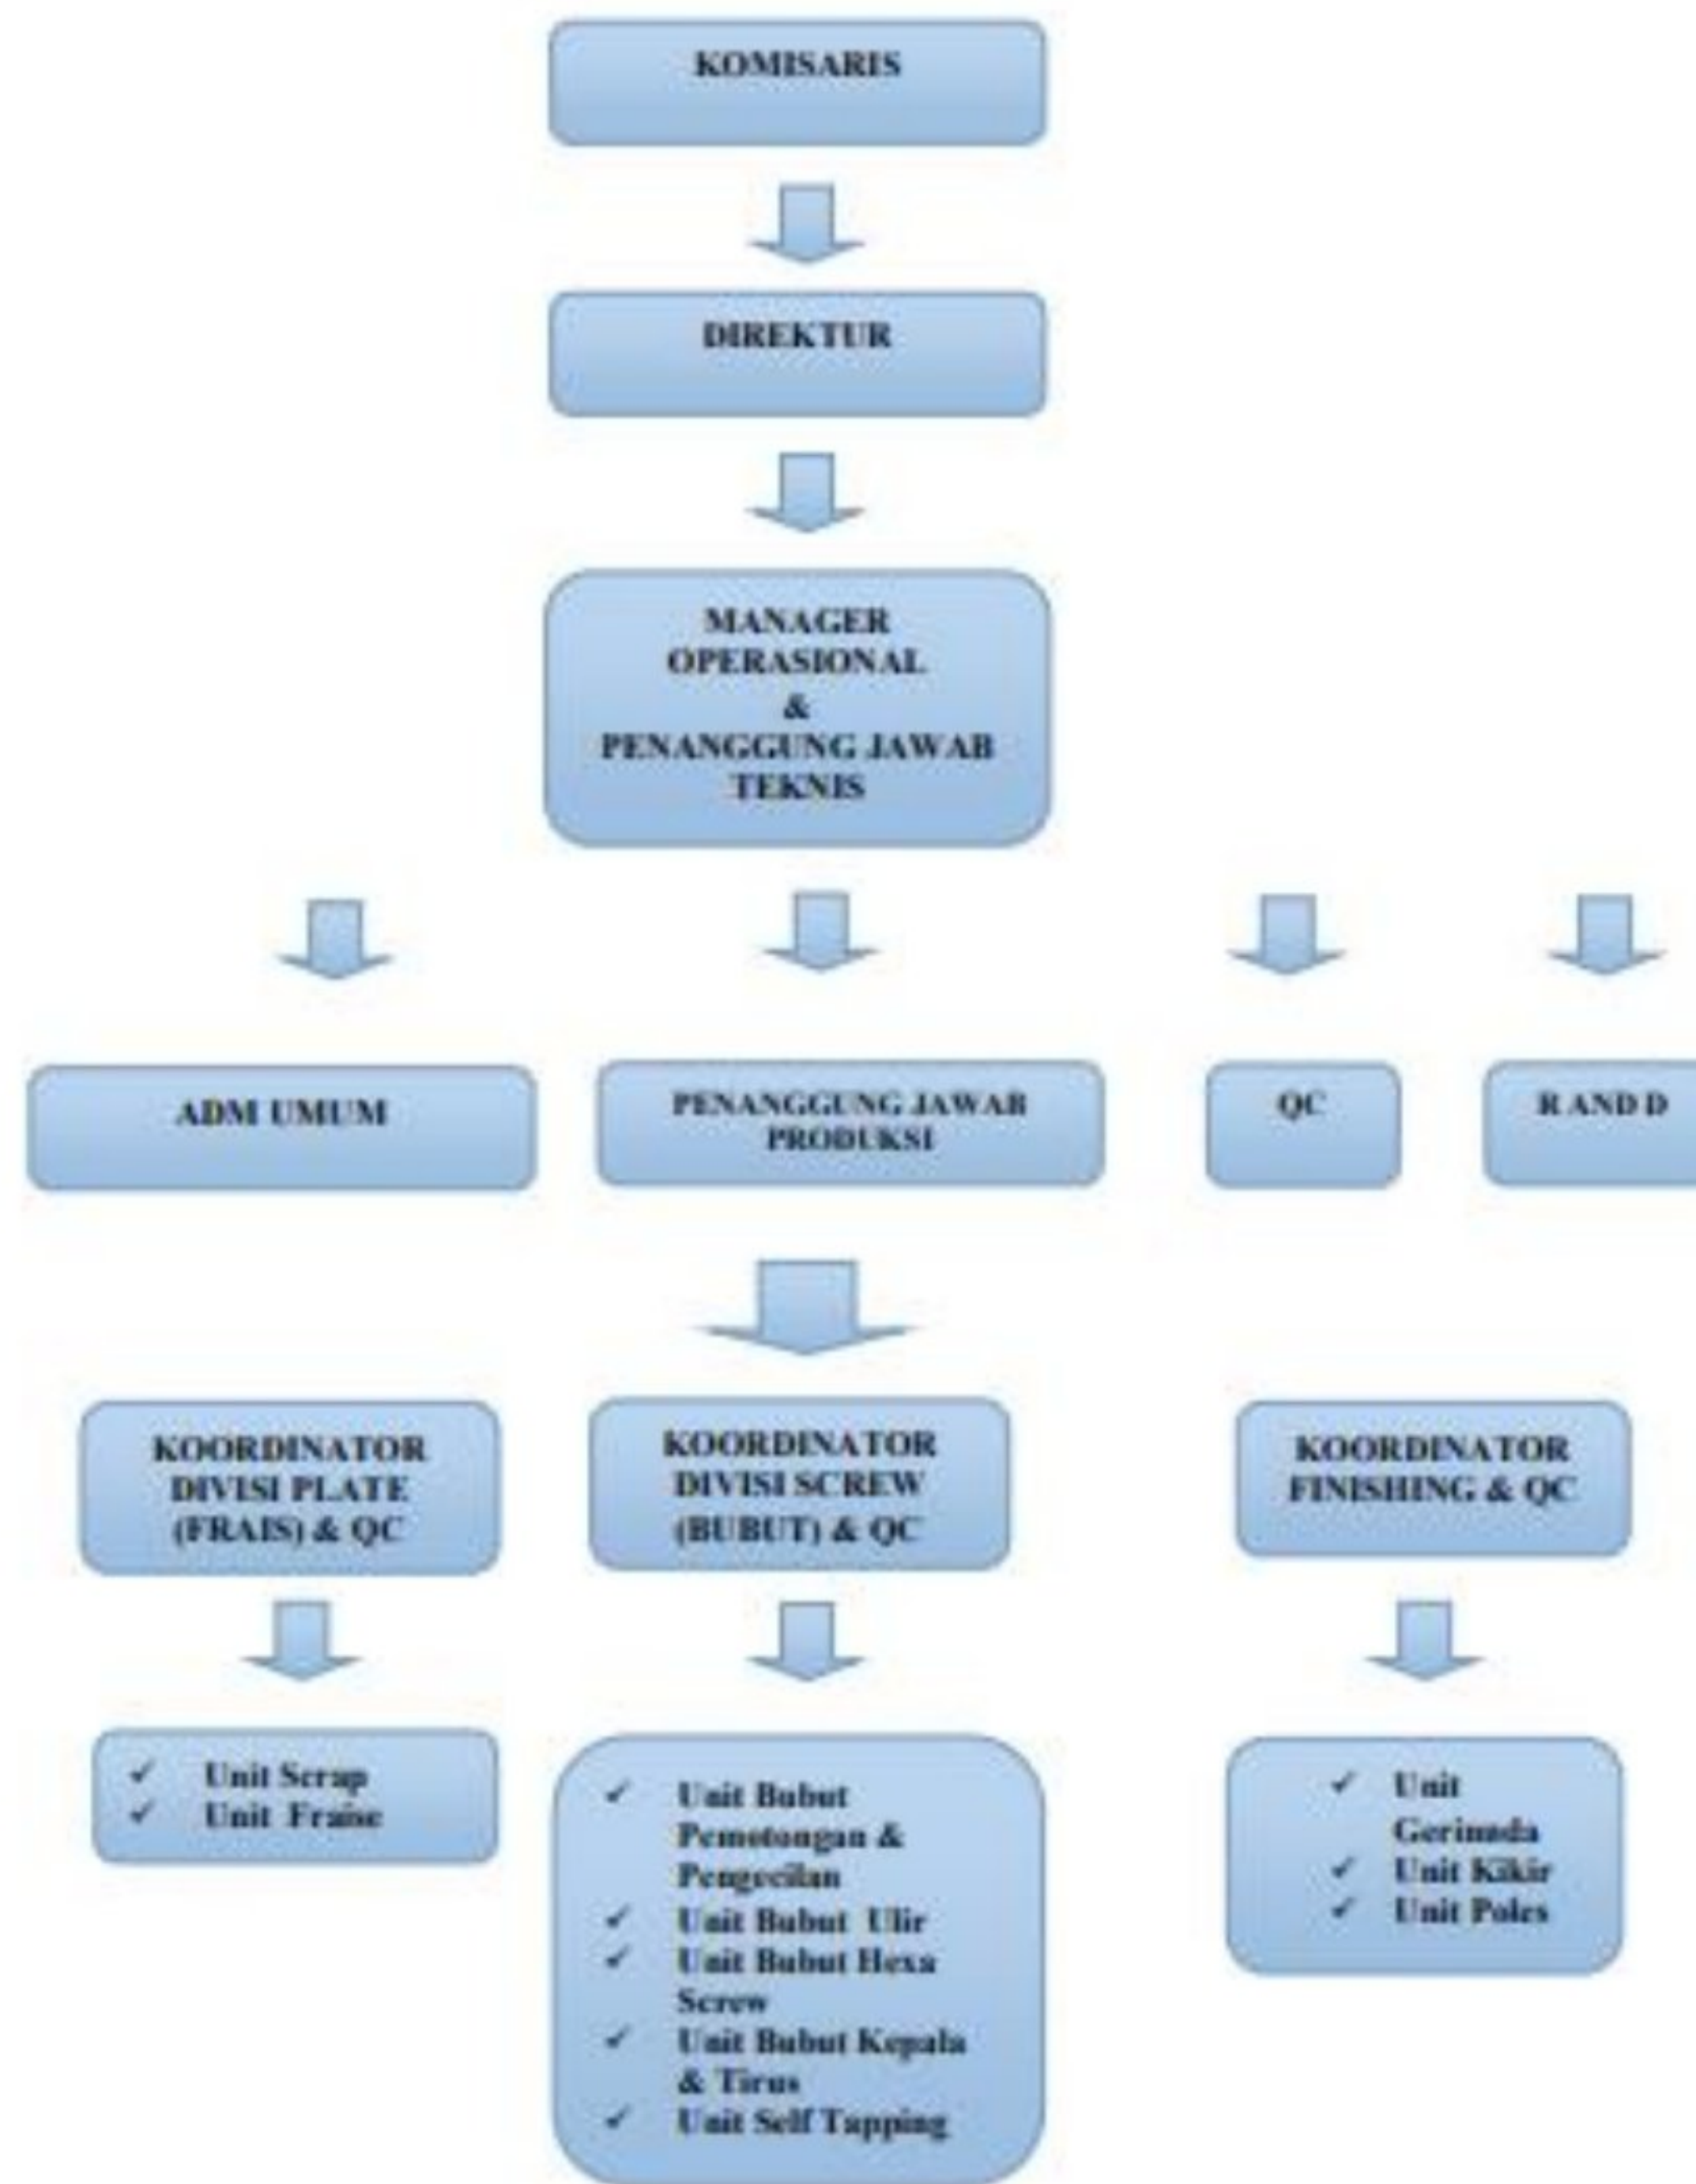 KOMISARIS
DIREKTUR
MANAGER
OPERASIONAL
&
PENANGGUNG JAWAB
TEKNIS
ADM UMUM
PENANGGUNG JAWAB
PRODUKSI
QC
R AND D
KOORDINATOR
DIVISI PLATE
(FRAIS) & QC
KOORDINATOR
DIVISI SCREW
(BUBUT) & QC
KOORDINATOR
FINISHING & QC
✓ Unit Scrap
✓ Unit Fraise
✓ Unit Bubut
Pemotongan &
Pengecilan
✓ Unit Bubut Ulir
✓ Unit Bubut Hexa
Screw
✓ Unit Bubut Kepala
& Tirus
✓ Unit Self Tapping
✓ Unit
Gerinnda
✓ Unit Kikir
✓ Unit Poles